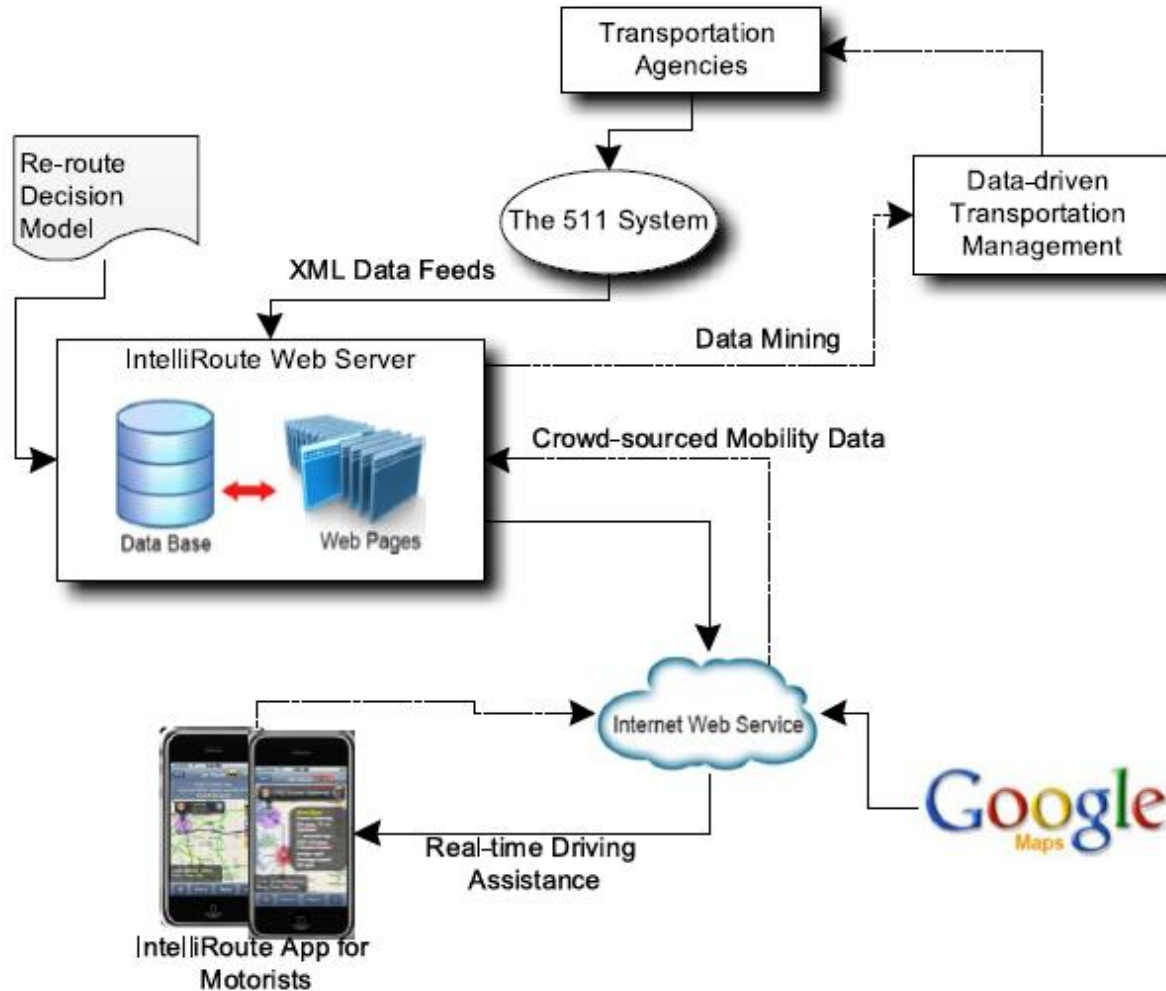 Transportation
Agencies
Re-route
Decision
Model
The 511 System
Data-driven
Transportation
Management
XML Data Feeds
IntelliRoute Web Server
Data Mining
Data Base
Web Pages
Crowd-sourced Mobility Data
Internet Web Service
Google
Maps
Real-time Driving
Assistance
IntelliRoute App for
Motorists